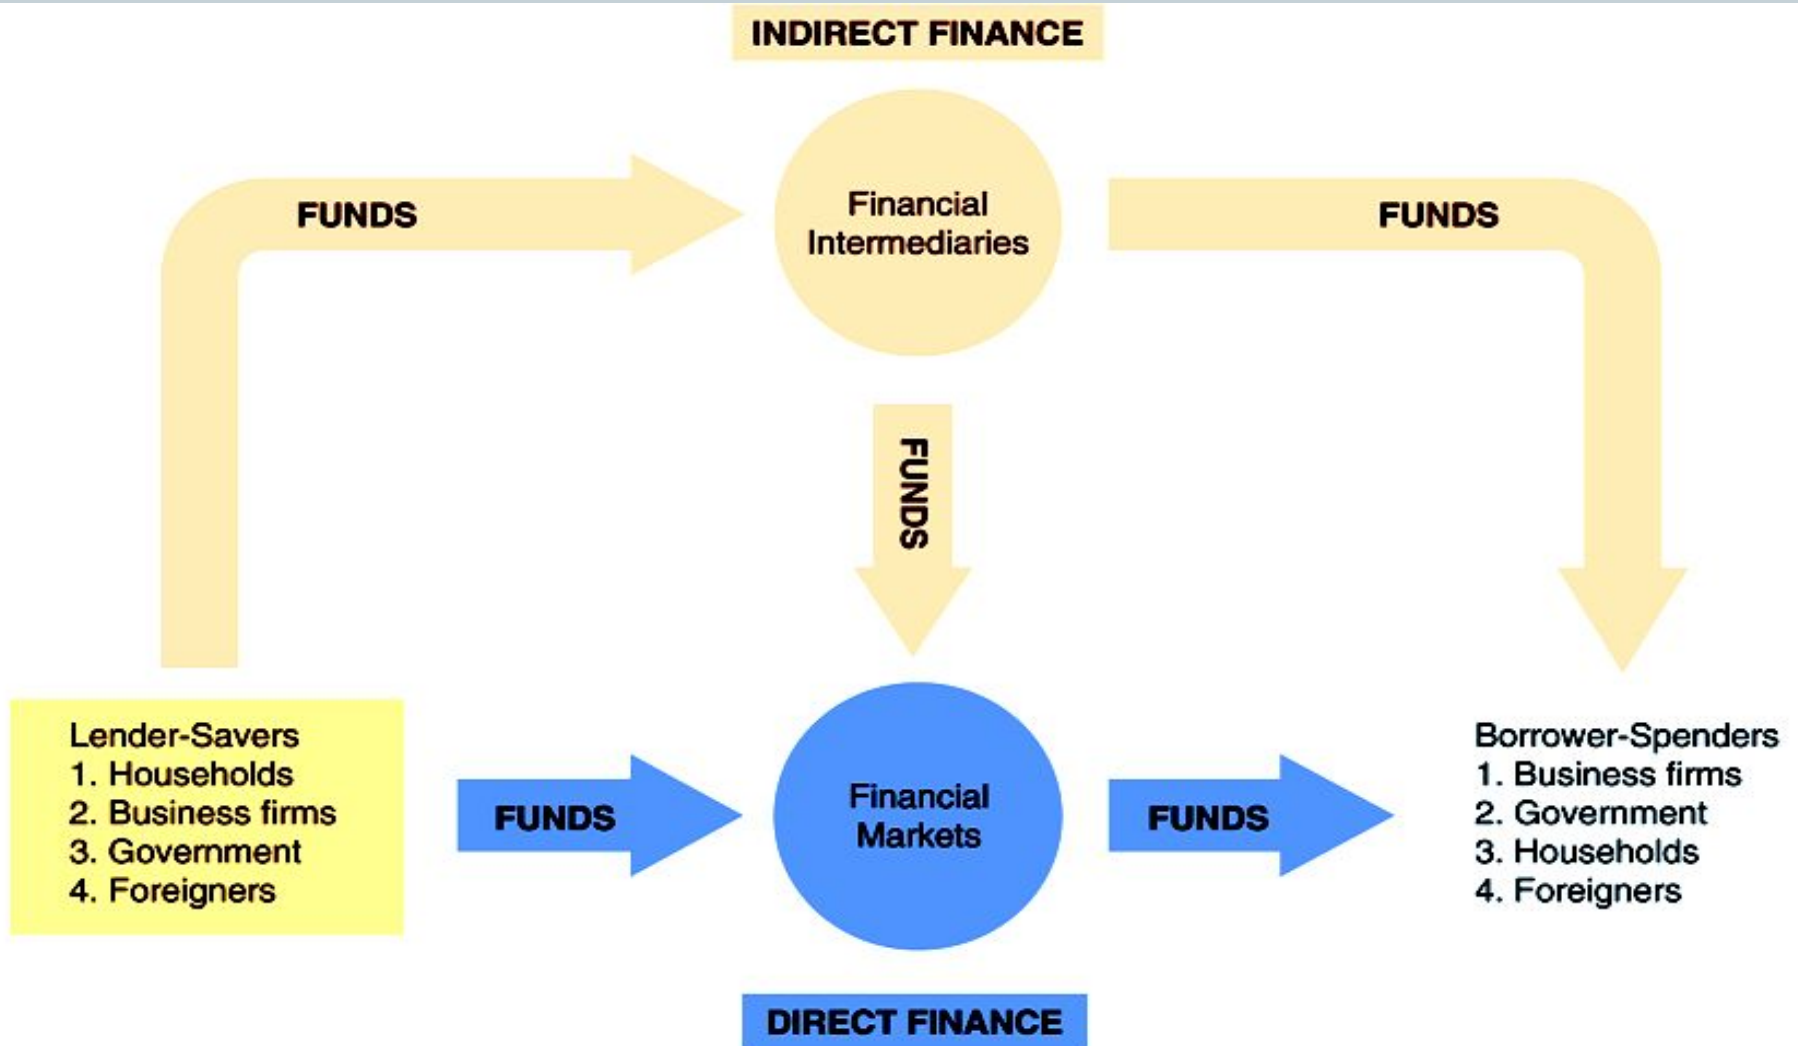 INDIRECT FINANCE
FUNDS
Financial
Intermediaries
FUNDS
FUNDS
Lender-Savers
1. Households
2. Business firms
3. Government
4. Foreigners
FUNDS
Financial
Markets
FUNDS
Borrower-Spenders
1. Business firms
2. Government
3. Households
4. Foreigners
DIRECT FINANCE